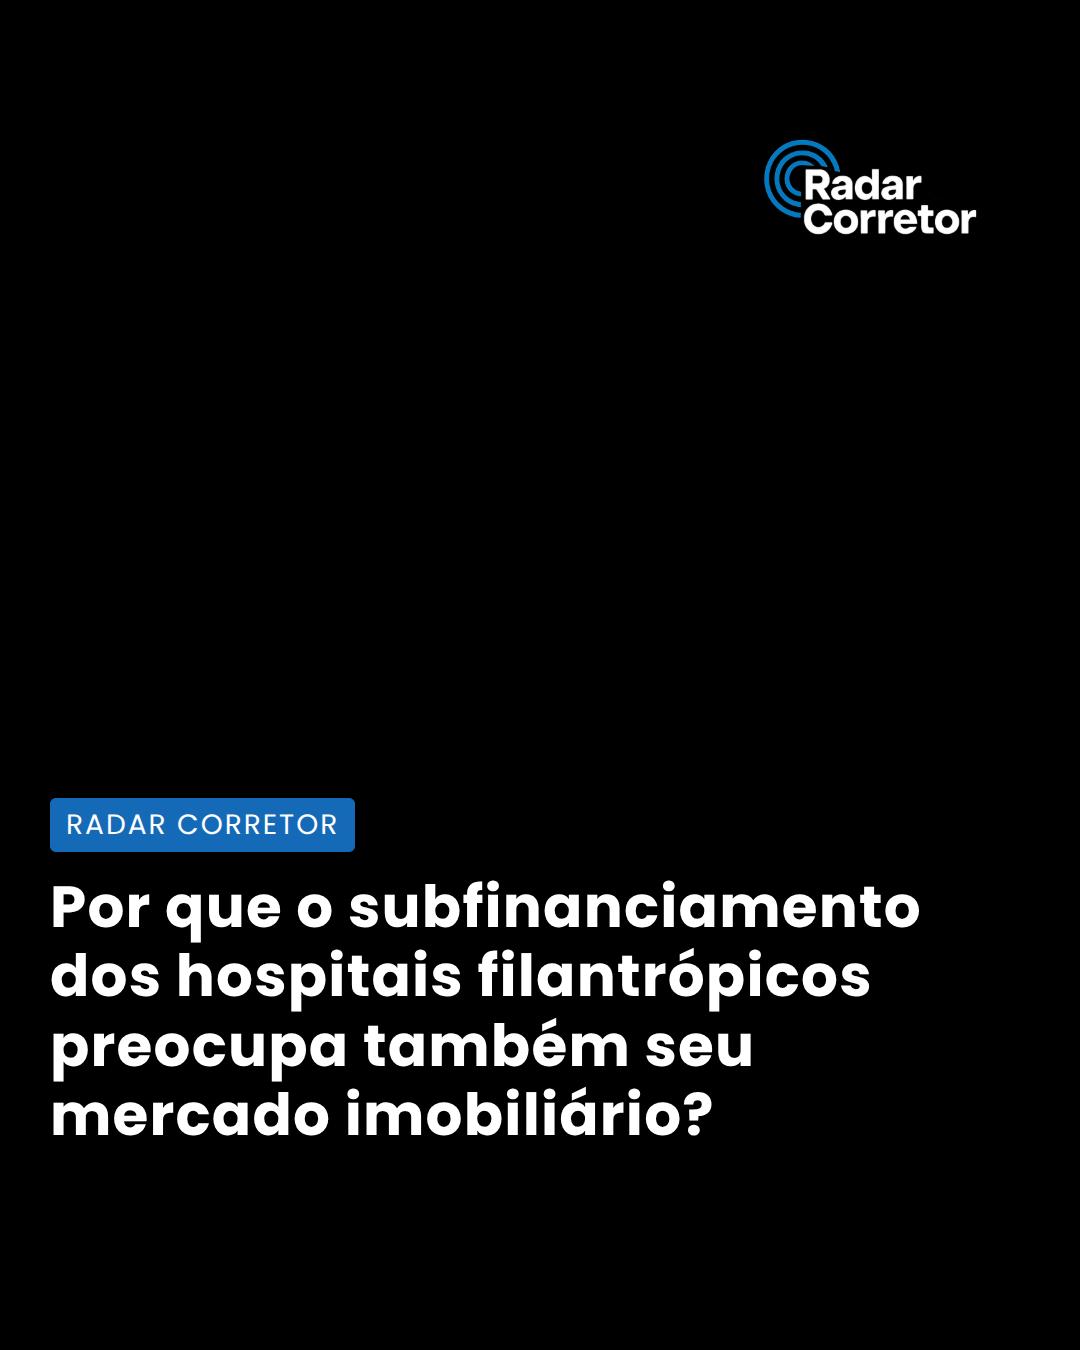 Radar
Corretor
RADAR CORRETOR
Por que o subfinanciamento
dos hospitais filantrópicos
preocupa também seu
mercado imobiliário?